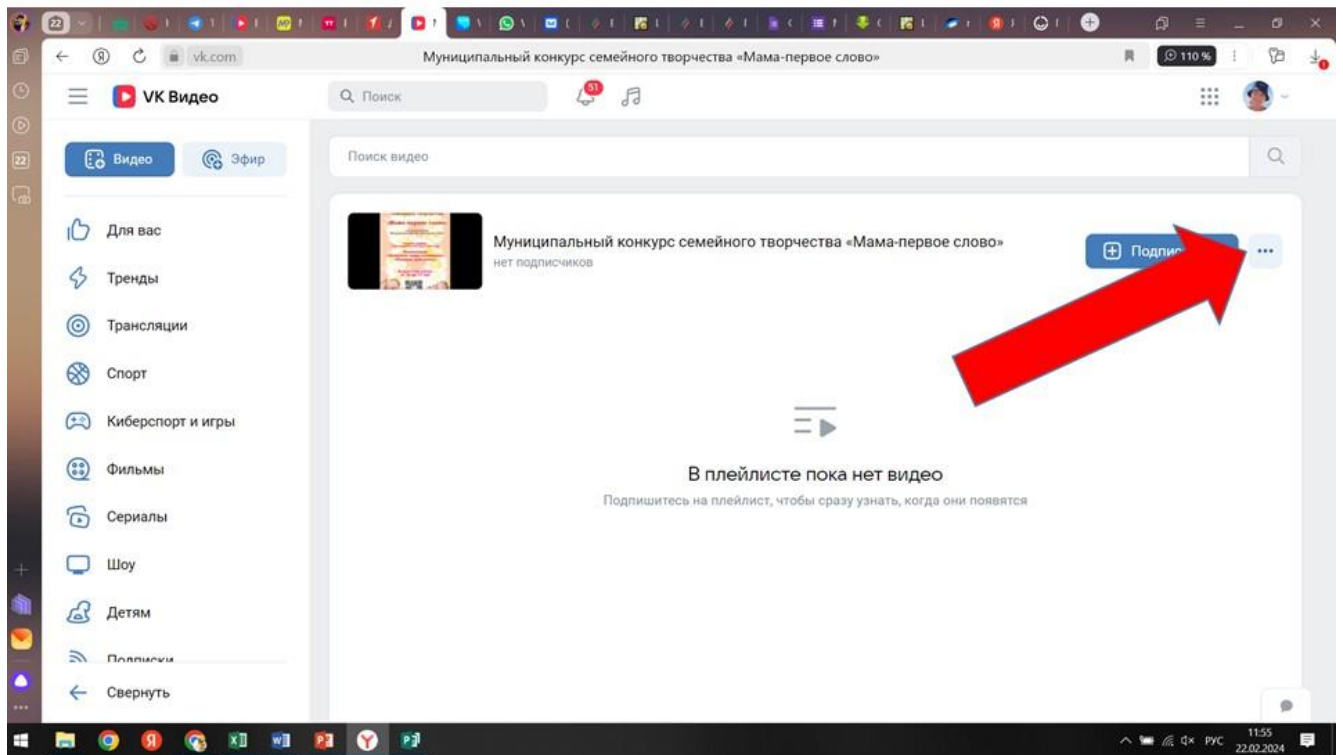 22
vk.com
Муниципальный конкурс семейного творчества «Мама-первое слово»
110 %
VK Видео
Поиск
51
22
Видео
Эфир
Поиск видео
Для вас
Тренды
Трансляции
Спорт
Киберспорт и игры
Фильмы
Сериалы
Шоу
Детям
Подписки
Свернуть
Муниципальный конкурс семейного творчества «Мама-первое слово»
нет подписчиков
В плейлисте пока нет видео
Подпишитесь на плейлист, чтобы сразу узнать, когда они появятся
РУС
11:55
22.02.2024